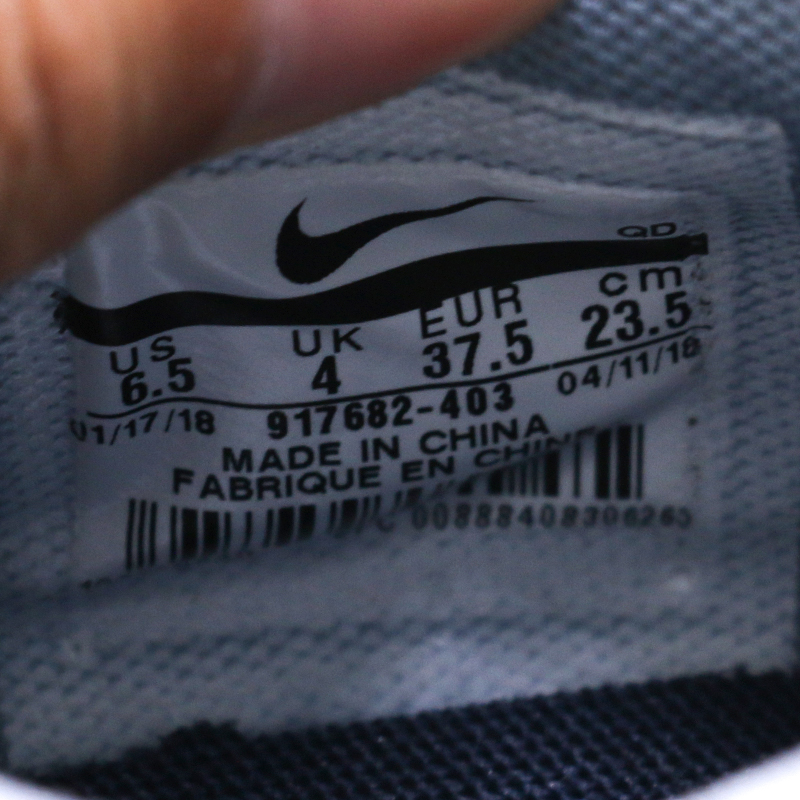 QD
US UK EUR cm
6.5 4 37.5 23.5
01/17/18 917682-403 04/11/18
MADE IN CHINA
FABRIQUE EN CHINE